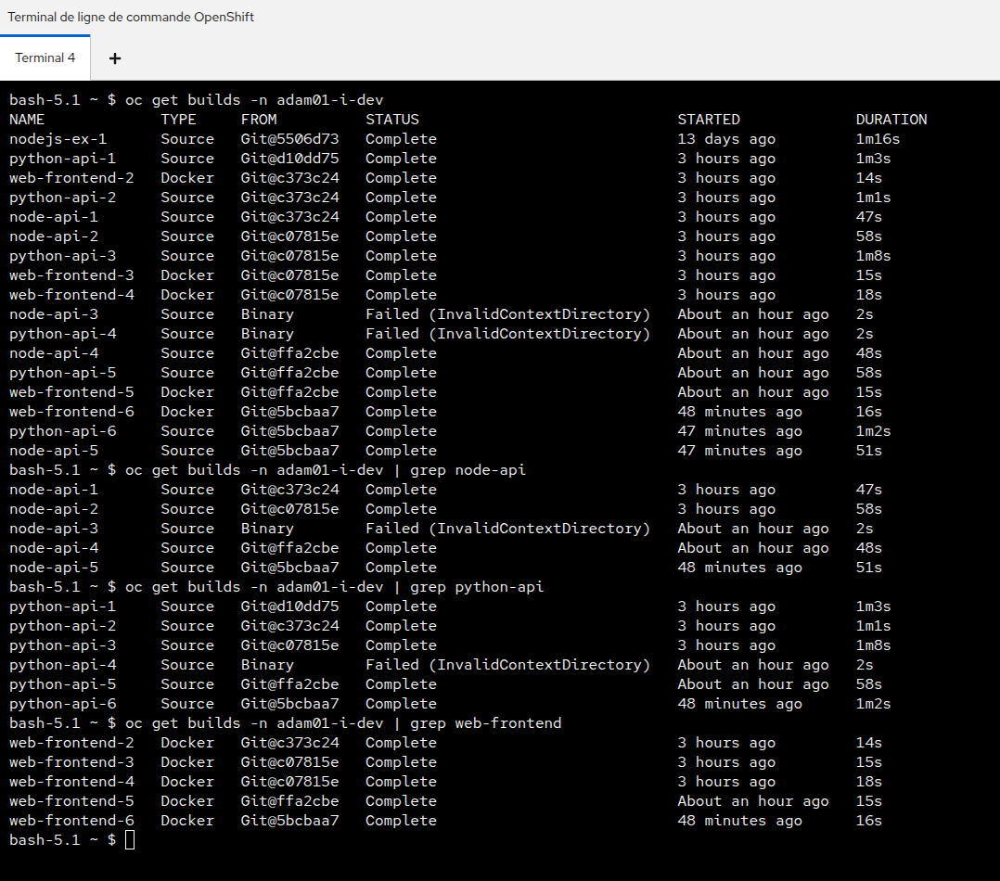 Terminal de ligne de commande OpenShift
Terminal 4 +
bash-5.1 ~ $ oc get builds -n adam01-i-dev
NAME             TYPE     FROM          STATUS                             STARTED             DURATION
nodejs-ex-1      Source   Git@5506d73   Complete                           13 days ago         1m16s
python-api-1     Source   Git@d10dd75   Complete                           3 hours ago         1m3s
web-frontend-2   Docker   Git@c373c24   Complete                           3 hours ago         14s
python-api-2     Source   Git@c373c24   Complete                           3 hours ago         1m1s
node-api-1       Source   Git@c373c24   Complete                           3 hours ago         47s
node-api-2       Source   Git@c07815e   Complete                           3 hours ago         58s
python-api-3     Source   Git@c07815e   Complete                           3 hours ago         1m8s
web-frontend-3   Docker   Git@c07815e   Complete                           3 hours ago         15s
web-frontend-4   Docker   Git@c07815e   Complete                           3 hours ago         18s
node-api-3       Source   Binary        Failed (InvalidContextDirectory)   About an hour ago   2s
python-api-4     Source   Binary        Failed (InvalidContextDirectory)   About an hour ago   2s
node-api-4       Source   Git@ffa2cbe   Complete                           About an hour ago   48s
python-api-5     Source   Git@ffa2cbe   Complete                           About an hour ago   58s
web-frontend-5   Docker   Git@ffa2cbe   Complete                           About an hour ago   15s
web-frontend-6   Docker   Git@5bcbaa7   Complete                           48 minutes ago      16s
python-api-6     Source   Git@5bcbaa7   Complete                           47 minutes ago      1m2s
node-api-5       Source   Git@5bcbaa7   Complete                           47 minutes ago      51s
bash-5.1 ~ $ oc get builds -n adam01-i-dev | grep node-api
node-api-1       Source   Git@c373c24   Complete                           3 hours ago         47s
node-api-2       Source   Git@c07815e   Complete                           3 hours ago         58s
node-api-3       Source   Binary        Failed (InvalidContextDirectory)   About an hour ago   2s
node-api-4       Source   Git@ffa2cbe   Complete                           About an hour ago   48s
node-api-5       Source   Git@5bcbaa7   Complete                           48 minutes ago      51s
bash-5.1 ~ $ oc get builds -n adam01-i-dev | grep python-api
python-api-1     Source   Git@d10dd75   Complete                           3 hours ago         1m3s
python-api-2     Source   Git@c373c24   Complete                           3 hours ago         1m1s
python-api-3     Source   Git@c07815e   Complete                           3 hours ago         1m8s
python-api-4     Source   Binary        Failed (InvalidContextDirectory)   About an hour ago   2s
python-api-5     Source   Git@ffa2cbe   Complete                           About an hour ago   58s
python-api-6     Source   Git@5bcbaa7   Complete                           48 minutes ago      1m2s
bash-5.1 ~ $ oc get builds -n adam01-i-dev | grep web-frontend
web-frontend-2   Docker   Git@c373c24   Complete                           3 hours ago         14s
web-frontend-3   Docker   Git@c07815e   Complete                           3 hours ago         15s
web-frontend-4   Docker   Git@c07815e   Complete                           3 hours ago         18s
web-frontend-5   Docker   Git@ffa2cbe   Complete                           About an hour ago   15s
web-frontend-6   Docker   Git@5bcbaa7   Complete                           48 minutes ago      16s
bash-5.1 ~ $